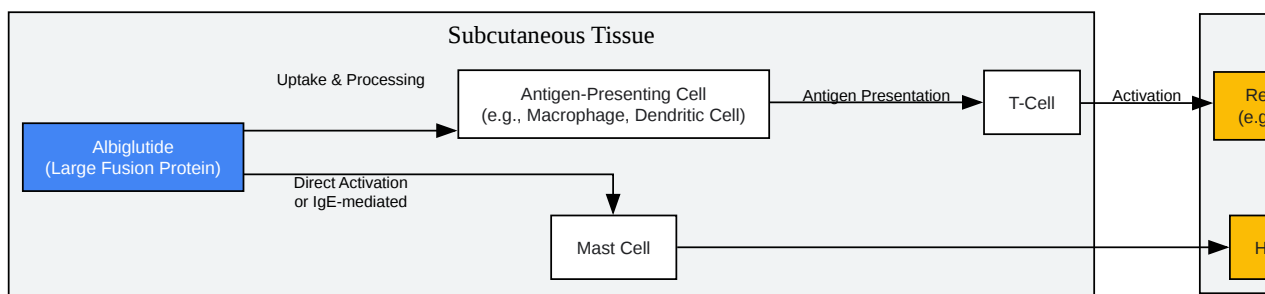 Subcutaneous Tissue
Uptake & Processing
Antigen-Presenting Cell
(e.g., Macrophage, Dendritic Cell)
Antigen Presentation
T-Cell
Activation
Albiglutide
(Large Fusion Protein)
Direct Activation
or IgE-mediated
Mast Cell